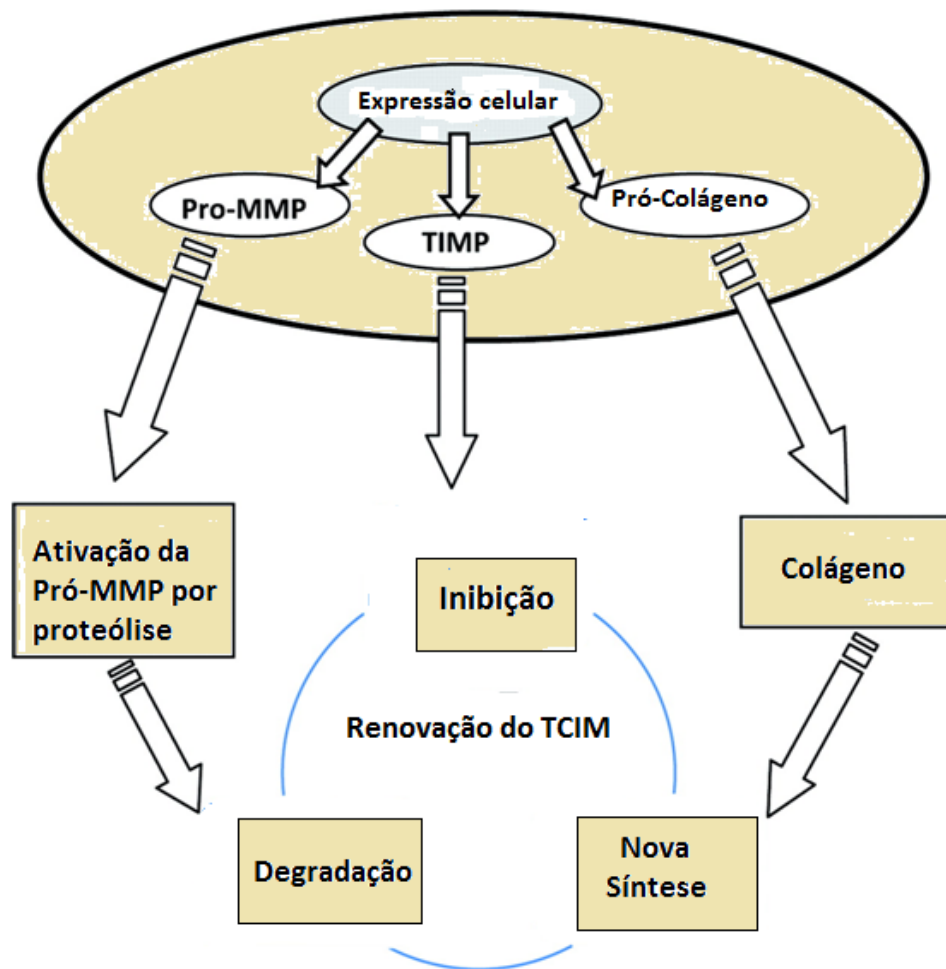 Expressão celular
Pro-MMP
TIMP
Pró-Colágeno
Ativação da
Pró-MMP por
proteólise
Inibição
Colágeno
Renovação do TCIM
Degradação
Nova
Síntese